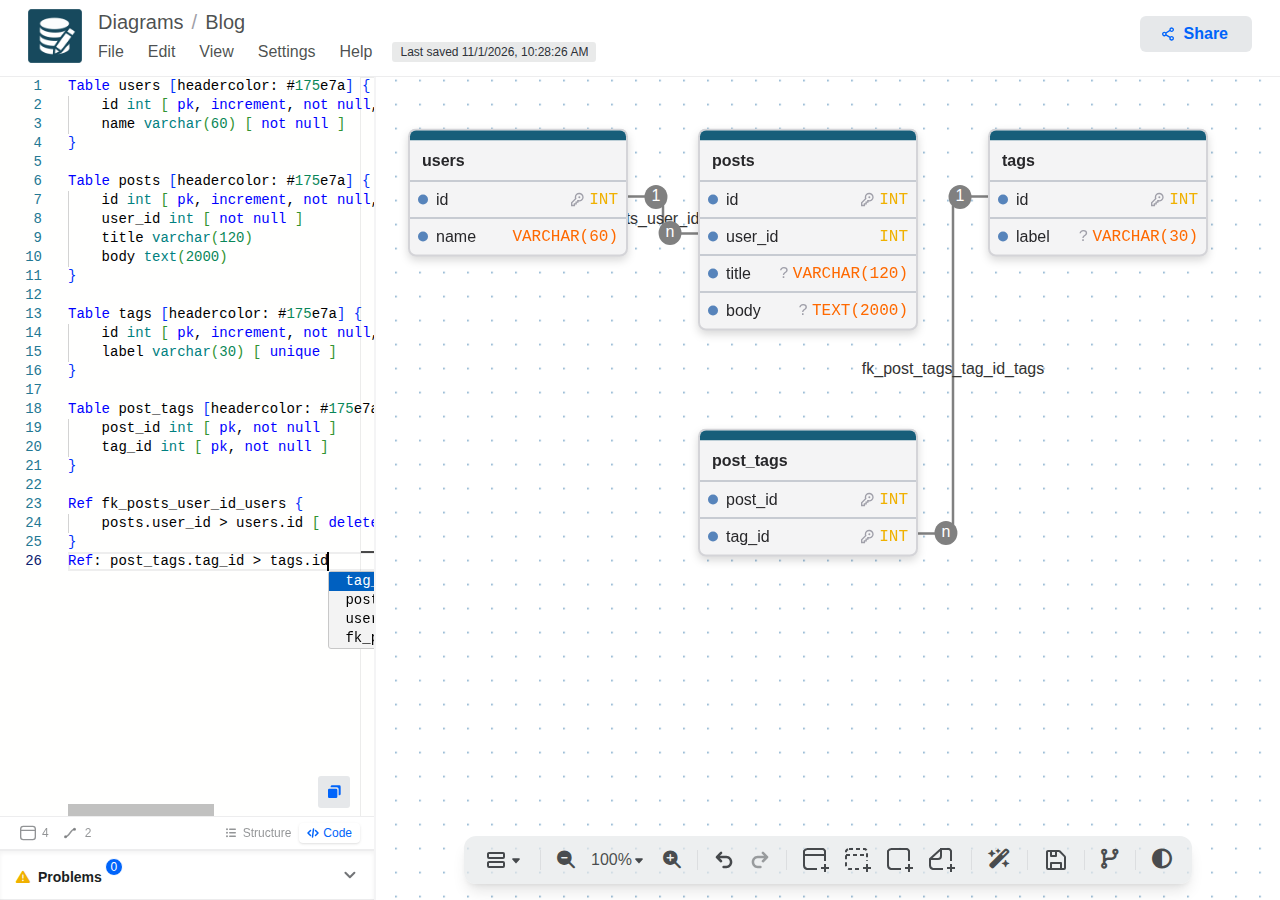 Diagrams / Blog
File Edit View Settings Help Last saved 11/1/2026, 10:28:26 AM
Share
1 Table users [headercolor: #175e7a] {
2 id int [ pk, increment, not null,
3 name varchar(60) [ not null ]
4 }
5
6 Table posts [headercolor: #175e7a] {
7 id int [ pk, increment, not null,
8 user_id int [ not null ]
9 title varchar(120)
10 body text(2000)
11 }
12
13 Table tags [headercolor: #175e7a] {
14 id int [ pk, increment, not null,
15 label varchar(30) [ unique ]
16 }
17
18 Table post_tags [headercolor: #175e7a
19 post_id int [ pk, not null ]
20 tag_id int [ pk, not null ]
21 }
22
23 Ref fk_posts_user_id_users {
24 posts.user_id > users.id [ delete
25 }
26 Ref: post_tags.tag_id > tags.id
tag_
post
user
fk_p
4 2 Structure Code
Problems 0
users
id INT
name VARCHAR(60)
1
ts_user_id
n
posts
id INT
user_id INT
title ? VARCHAR(120)
body ? TEXT(2000)
tags
1
id INT
label ? VARCHAR(30)
fk_post_tags_tag_id_tags
post_tags
post_id INT
tag_id INT
n
100%